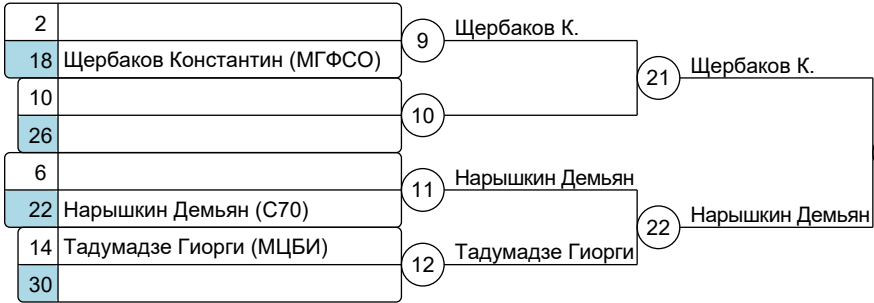 2
9
Щербаков К.
18 Щербаков Константин (МГФСО)
21
Щербаков К.
10
10
26
6
11
Нарышкин Демьян
22 Нарышкин Демьян (С70)
22
Нарышкин Демьян
14 Тадумадзе Гиорги (МЦБИ)
12
Тадумадзе Гиорги
30